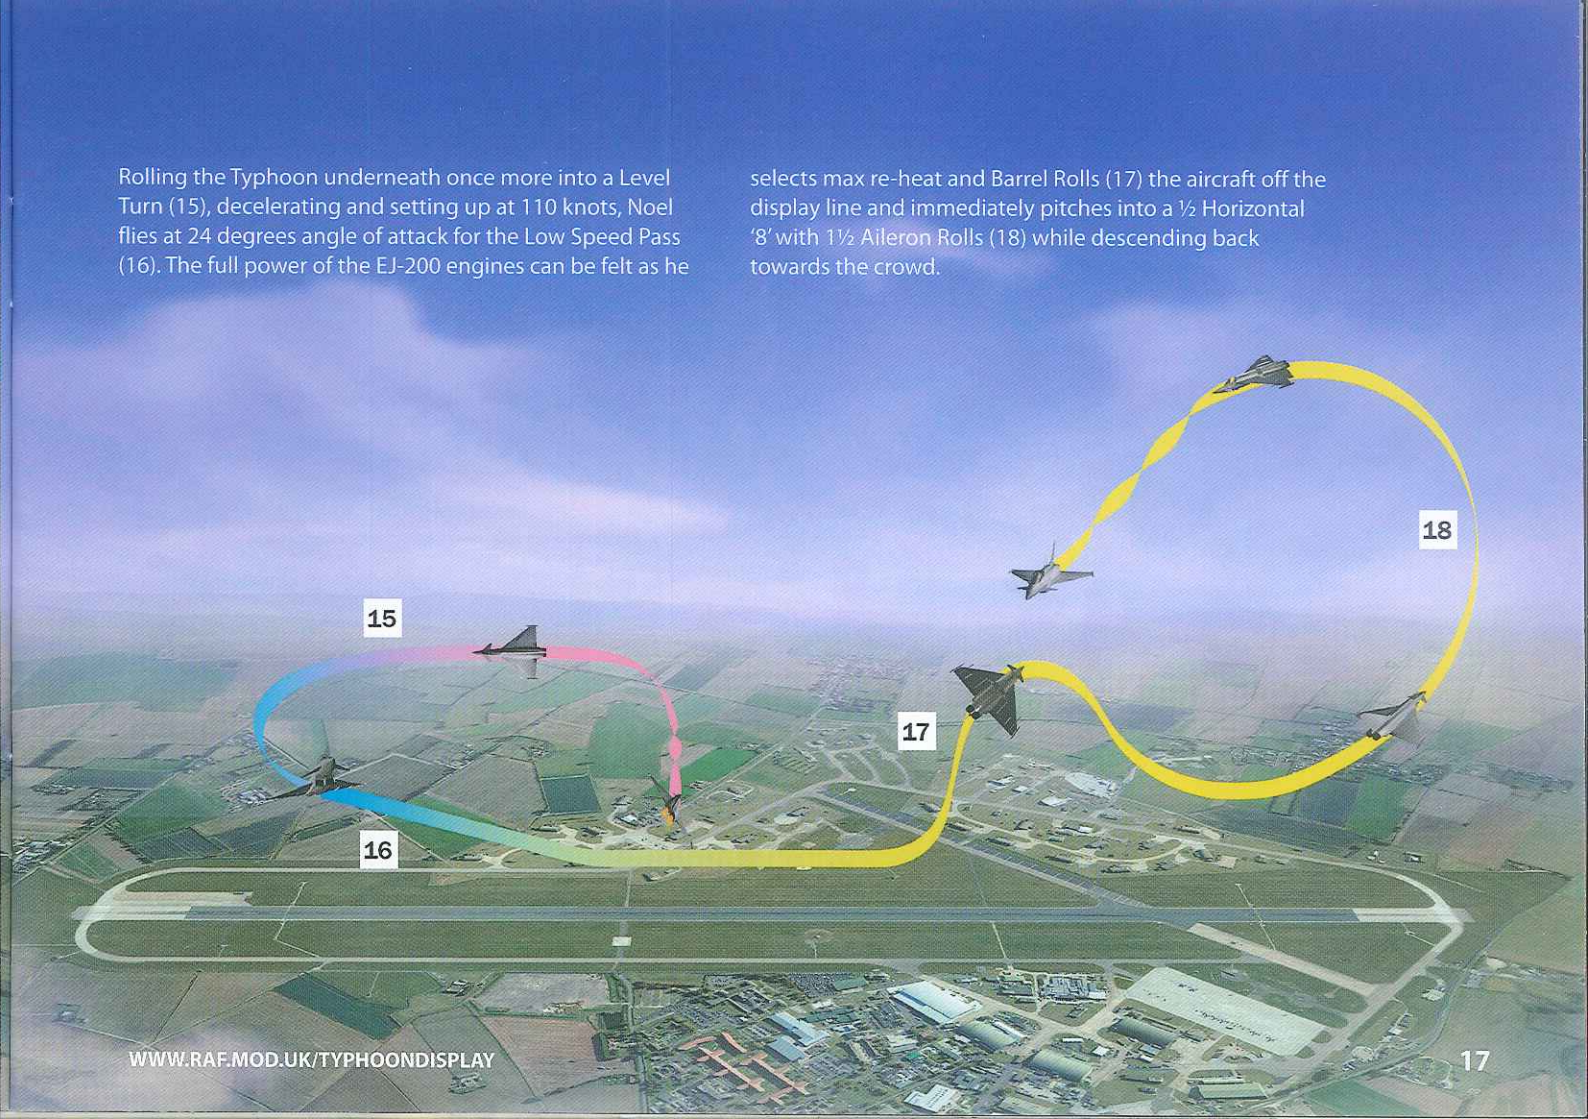 Rolling the Typhoon underneath once more into a Level
Turn (15), decelerating and setting up at 110 knots, Noel
flies at 24 degrees angle of attack for the Low Speed Pass
(16). The full power of the EJ-200 engines can be felt as he
selects max re-heat and Barrel Rolls (17) the aircraft off the
display line and immediately pitches into a ½ Horizontal
‘8’ with 1½ Aileron Rolls (18) while descending back
towards the crowd.
18
15
17
16
WWW.RAF.MOD.UK/TYPHOONDISPLAY
17